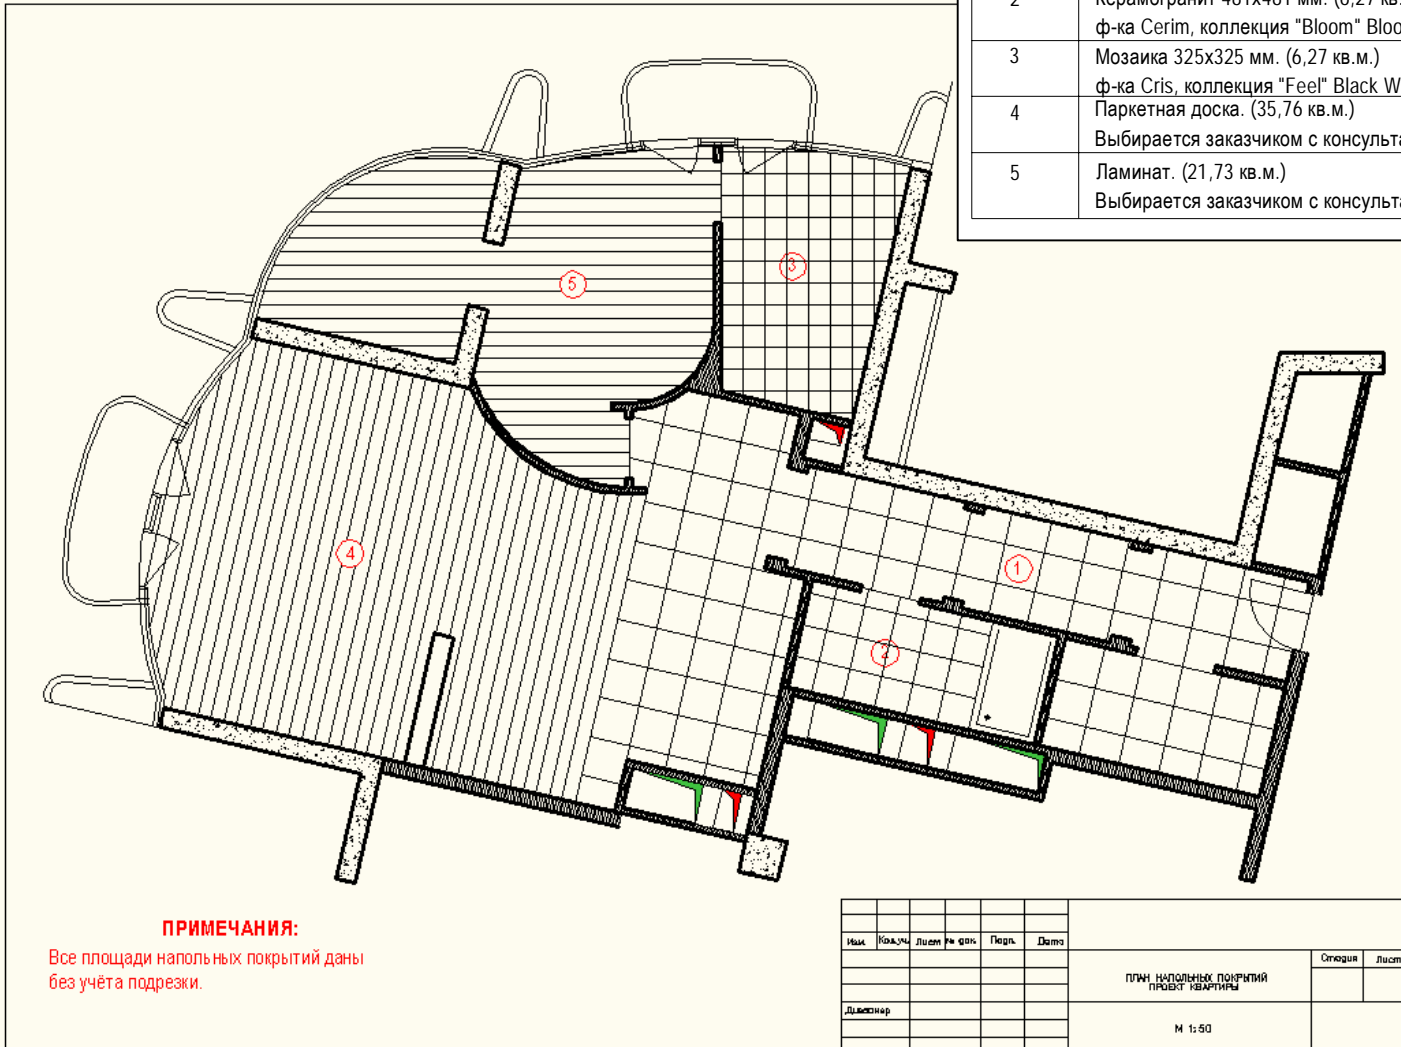 2 Керамогранит 481x481 мм. (6,27 кв.
ф-ка Cerim, коллекция "Bloom" Bloo
3 Мозаика 325x325 мм. (6,27 кв.м.)
ф-ка Cris, коллекция "Feel" Black W
4 Паркетная доска. (35,76 кв.м.)
Выбирается заказчиком с консульта
5 Ламинат. (21,73 кв.м.)
Выбирается заказчиком с консульта
3
5
4
1
2
ПРИМЕЧАНИЯ:
Все площади напольных покрытий даны
без учёта подрезки.
Изм. Кол.уч. Лист № док. Подп. Дата
ПЛАН НАПОЛЬНЫХ ПОКРЫТИЙ
ПРОЕКТ КВАРТИРЫ
Стадия Лист
Дизайнер
М 1:50